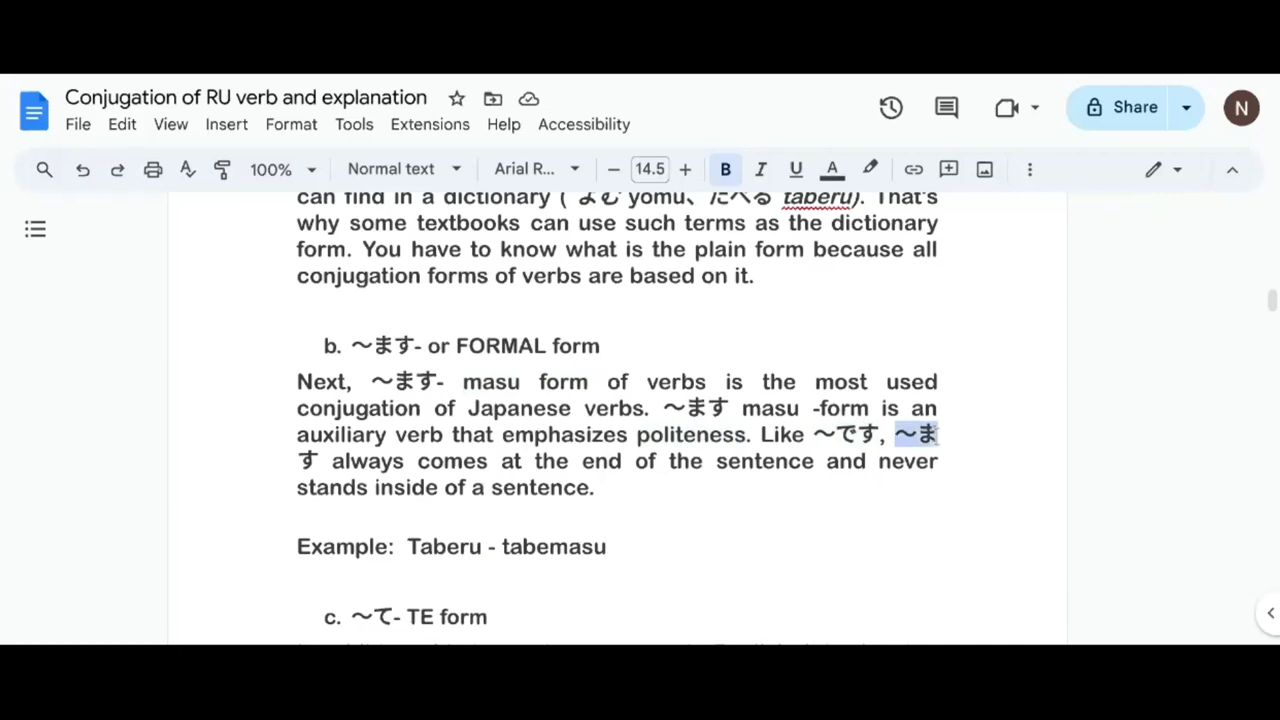 Conjugation of RU verb and explanation
File Edit View Insert Format Tools Extensions Help Accessibility
Share
N
100% Normal text Arial R... 14.5 B I U A
can find in a dictionary ( よむ yomu、たべる taberu). That's
why some textbooks can use such terms as the dictionary
form. You have to know what is the plain form because all
conjugation forms of verbs are based on it.
b. ～ます- or FORMAL form
Next, ～ます- masu form of verbs is the most used
conjugation of Japanese verbs. ～ます masu -form is an
auxiliary verb that emphasizes politeness. Like ～です, ～ま
す always comes at the end of the sentence and never
stands inside of a sentence.
Example: Taberu - tabemasu
c. ～て- TE form